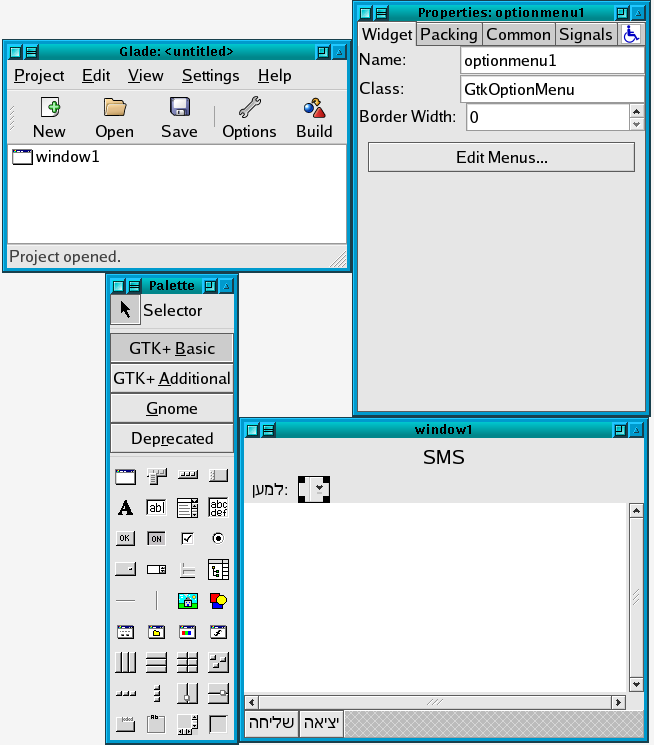 Glade: <untitled>
Project Edit View Settings Help
New Open Save Options Build
window1
Project opened.
Properties: optionmenu1
Widget Packing Common Signals
Name: optionmenu1
Class: GtkOptionMenu
Border Width: 0
Edit Menus...
Palette
Selector
GTK+ Basic
GTK+ Additional
Gnome
Deprecated
A ab| abc def
OK ON
window1
SMS
למען:
שליחה יציאה